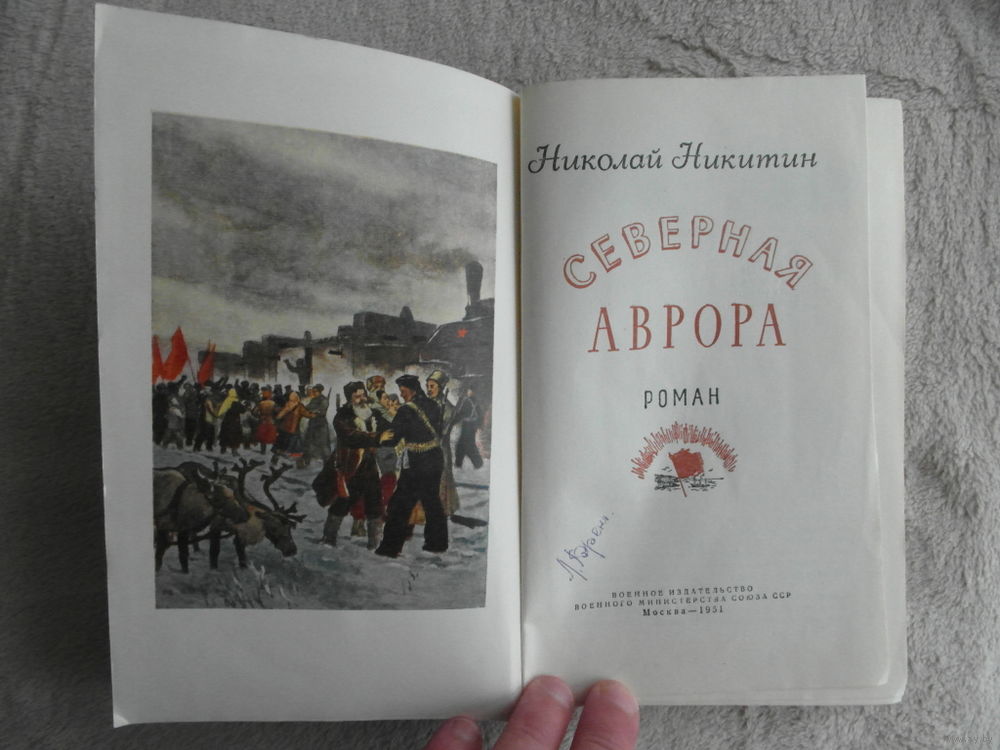 Николай Никитин
СЕВЕРНАЯ
АВРОРА
РОМАН
ВОЕННОЕ ИЗДАТЕЛЬСТВО
ВОЕННОГО МИНИСТЕРСТВА СОЮЗА ССР
Москва—1951